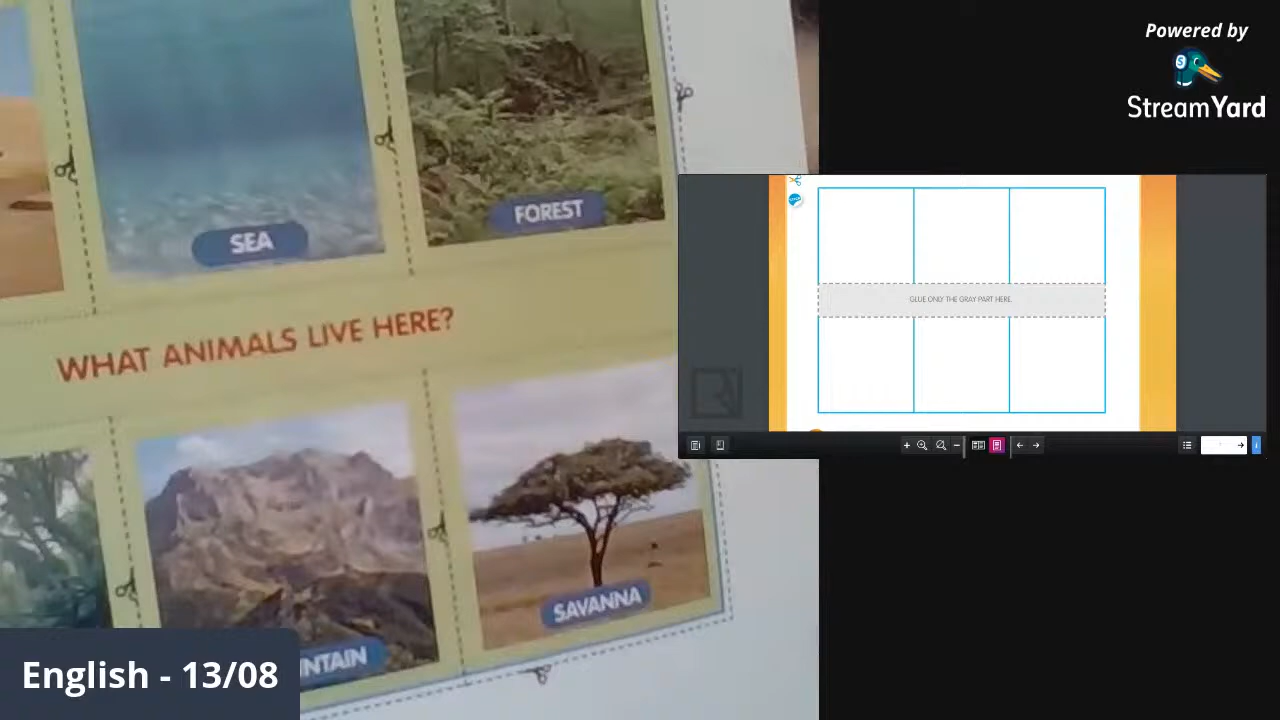 Powered by
StreamYard
SEA
FOREST
GLUE ONLY THE GRAY PART HERE.
WHAT ANIMALS LIVE HERE?
SAVANNA
NTAIN
English - 13/08